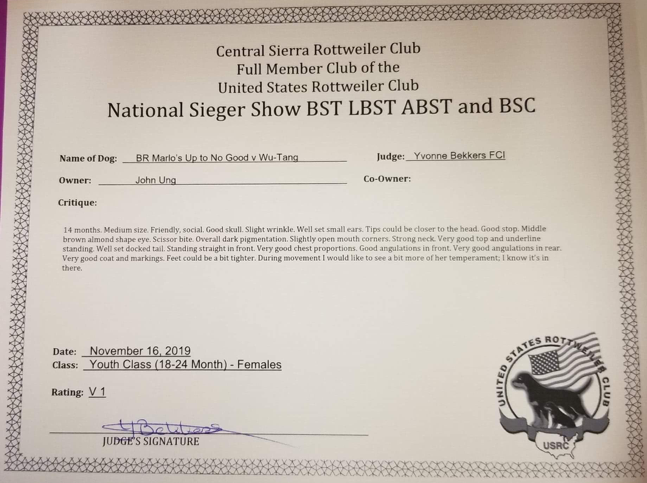 Central Sierra Rottweiler Club
Full Member Club of the
United States Rottweiler Club
National Sieger Show BST LBST ABST and BSC
Name of Dog: BR Marlo's Up to No Good v Wu-Tang Judge: Yvonne Bekkers FCI
Owner: John Ung Co-Owner:
Critique:
14 months. Medium size. Friendly, social. Good skull. Slight wrinkle. Well set small ears. Tips could be closer to the head. Good stop. Middle
brown almond shape eye. Scissor bite. Overall dark pigmentation. Slightly open mouth corners. Strong neck. Very good top and underline
standing. Well set docked tail. Standing straight in front. Very good chest proportions. Good angulations in front. Very good angulations in rear.
Very good coat and markings. Feet could be a bit tighter. During movement I would like to see a bit more of her temperament; I know it's in
there.
Date: November 16, 2019
Class: Youth Class (18-24 Month) - Females
Rating: V 1
YBekkers
JUDGE'S SIGNATURE
UNITED STATES ROTTWEILER CLUB
USRC